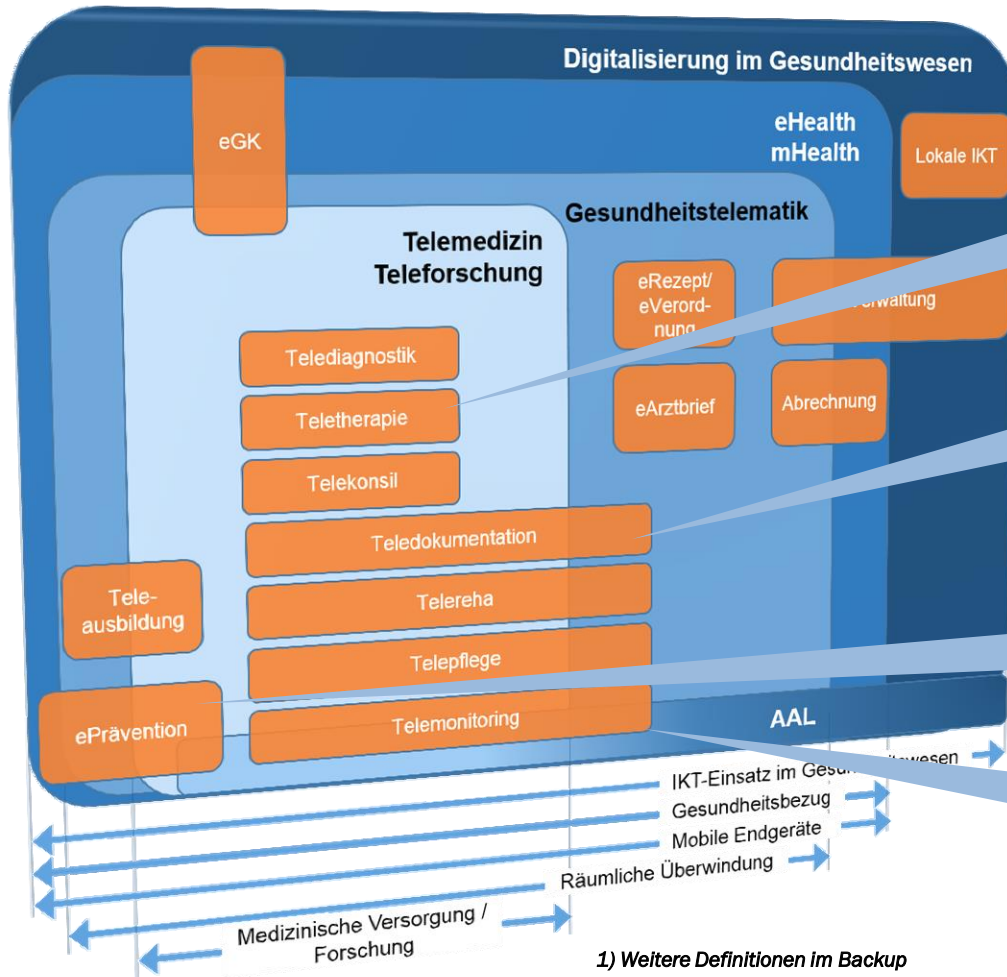 Digitalisierung im Gesundheitswesen
eHealth
mHealth
eGK
Lokale IKT
Gesundheitstelematik
Telemedizin
Teleforschung
eRezept/
eVerord-
nung
Telediagnostik
Teletherapie
eArztbrief
Abrechnung
Telekonsil
Teledokumentation
Tele-
ausbildung
Telereha
Telepflege
ePrävention
Telemonitoring
AAL
IKT-Einsatz im
Gesundheitsbezug
Mobile Endgeräte
Räumliche Überwindung
Medizinische Versorgung /
Forschung
1) Weitere Definitionen im Backup